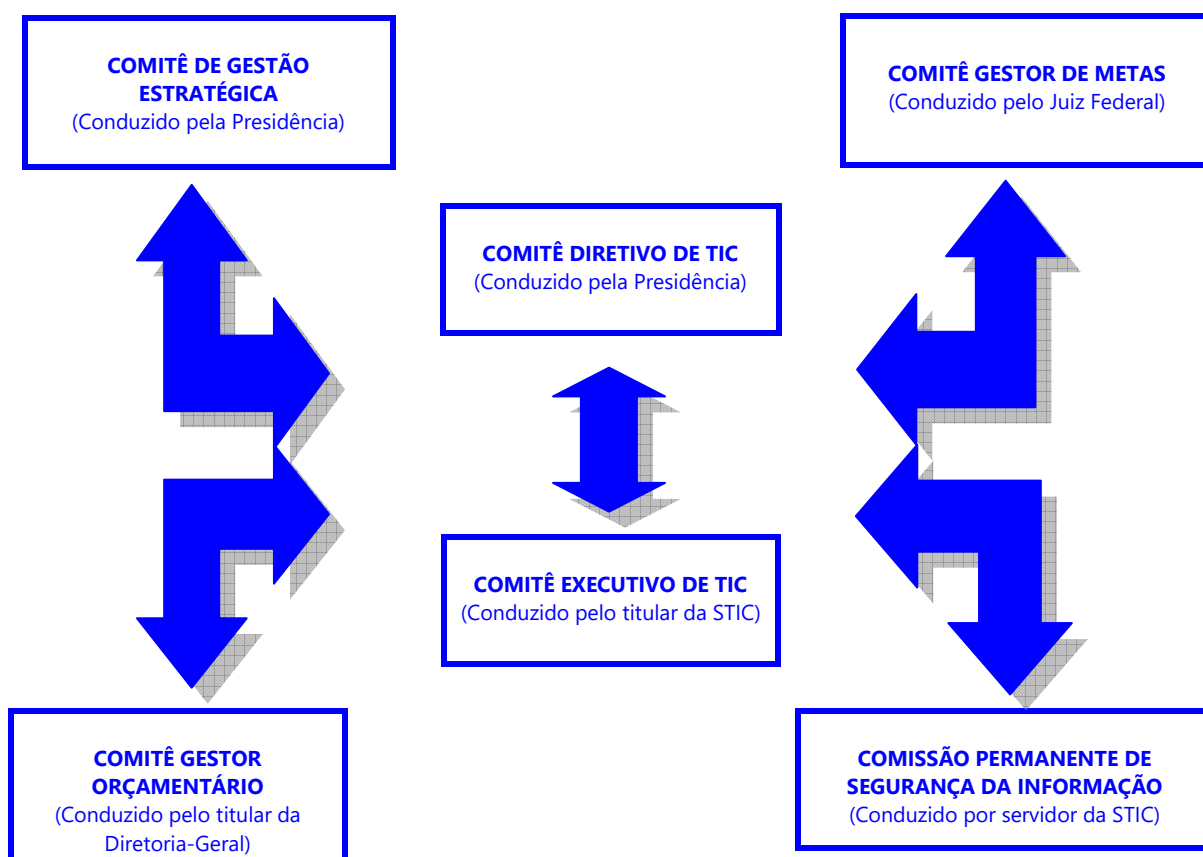 COMITÊ DE GESTÃO
ESTRATÉGICA
(Conduzido pela Presidência)
COMITÊ GESTOR DE METAS
(Conduzido pelo Juiz Federal)
COMITÊ DIRETIVO DE TIC
(Conduzido pela Presidência)
COMITÊ EXECUTIVO DE TIC
(Conduzido pelo titular da STIC)
COMITÊ GESTOR
ORÇAMENTÁRIO
(Conduzido pelo titular da
Diretoria-Geral)
COMISSÃO PERMANENTE DE
SEGURANÇA DA INFORMAÇÃO
(Conduzido por servidor da STIC)